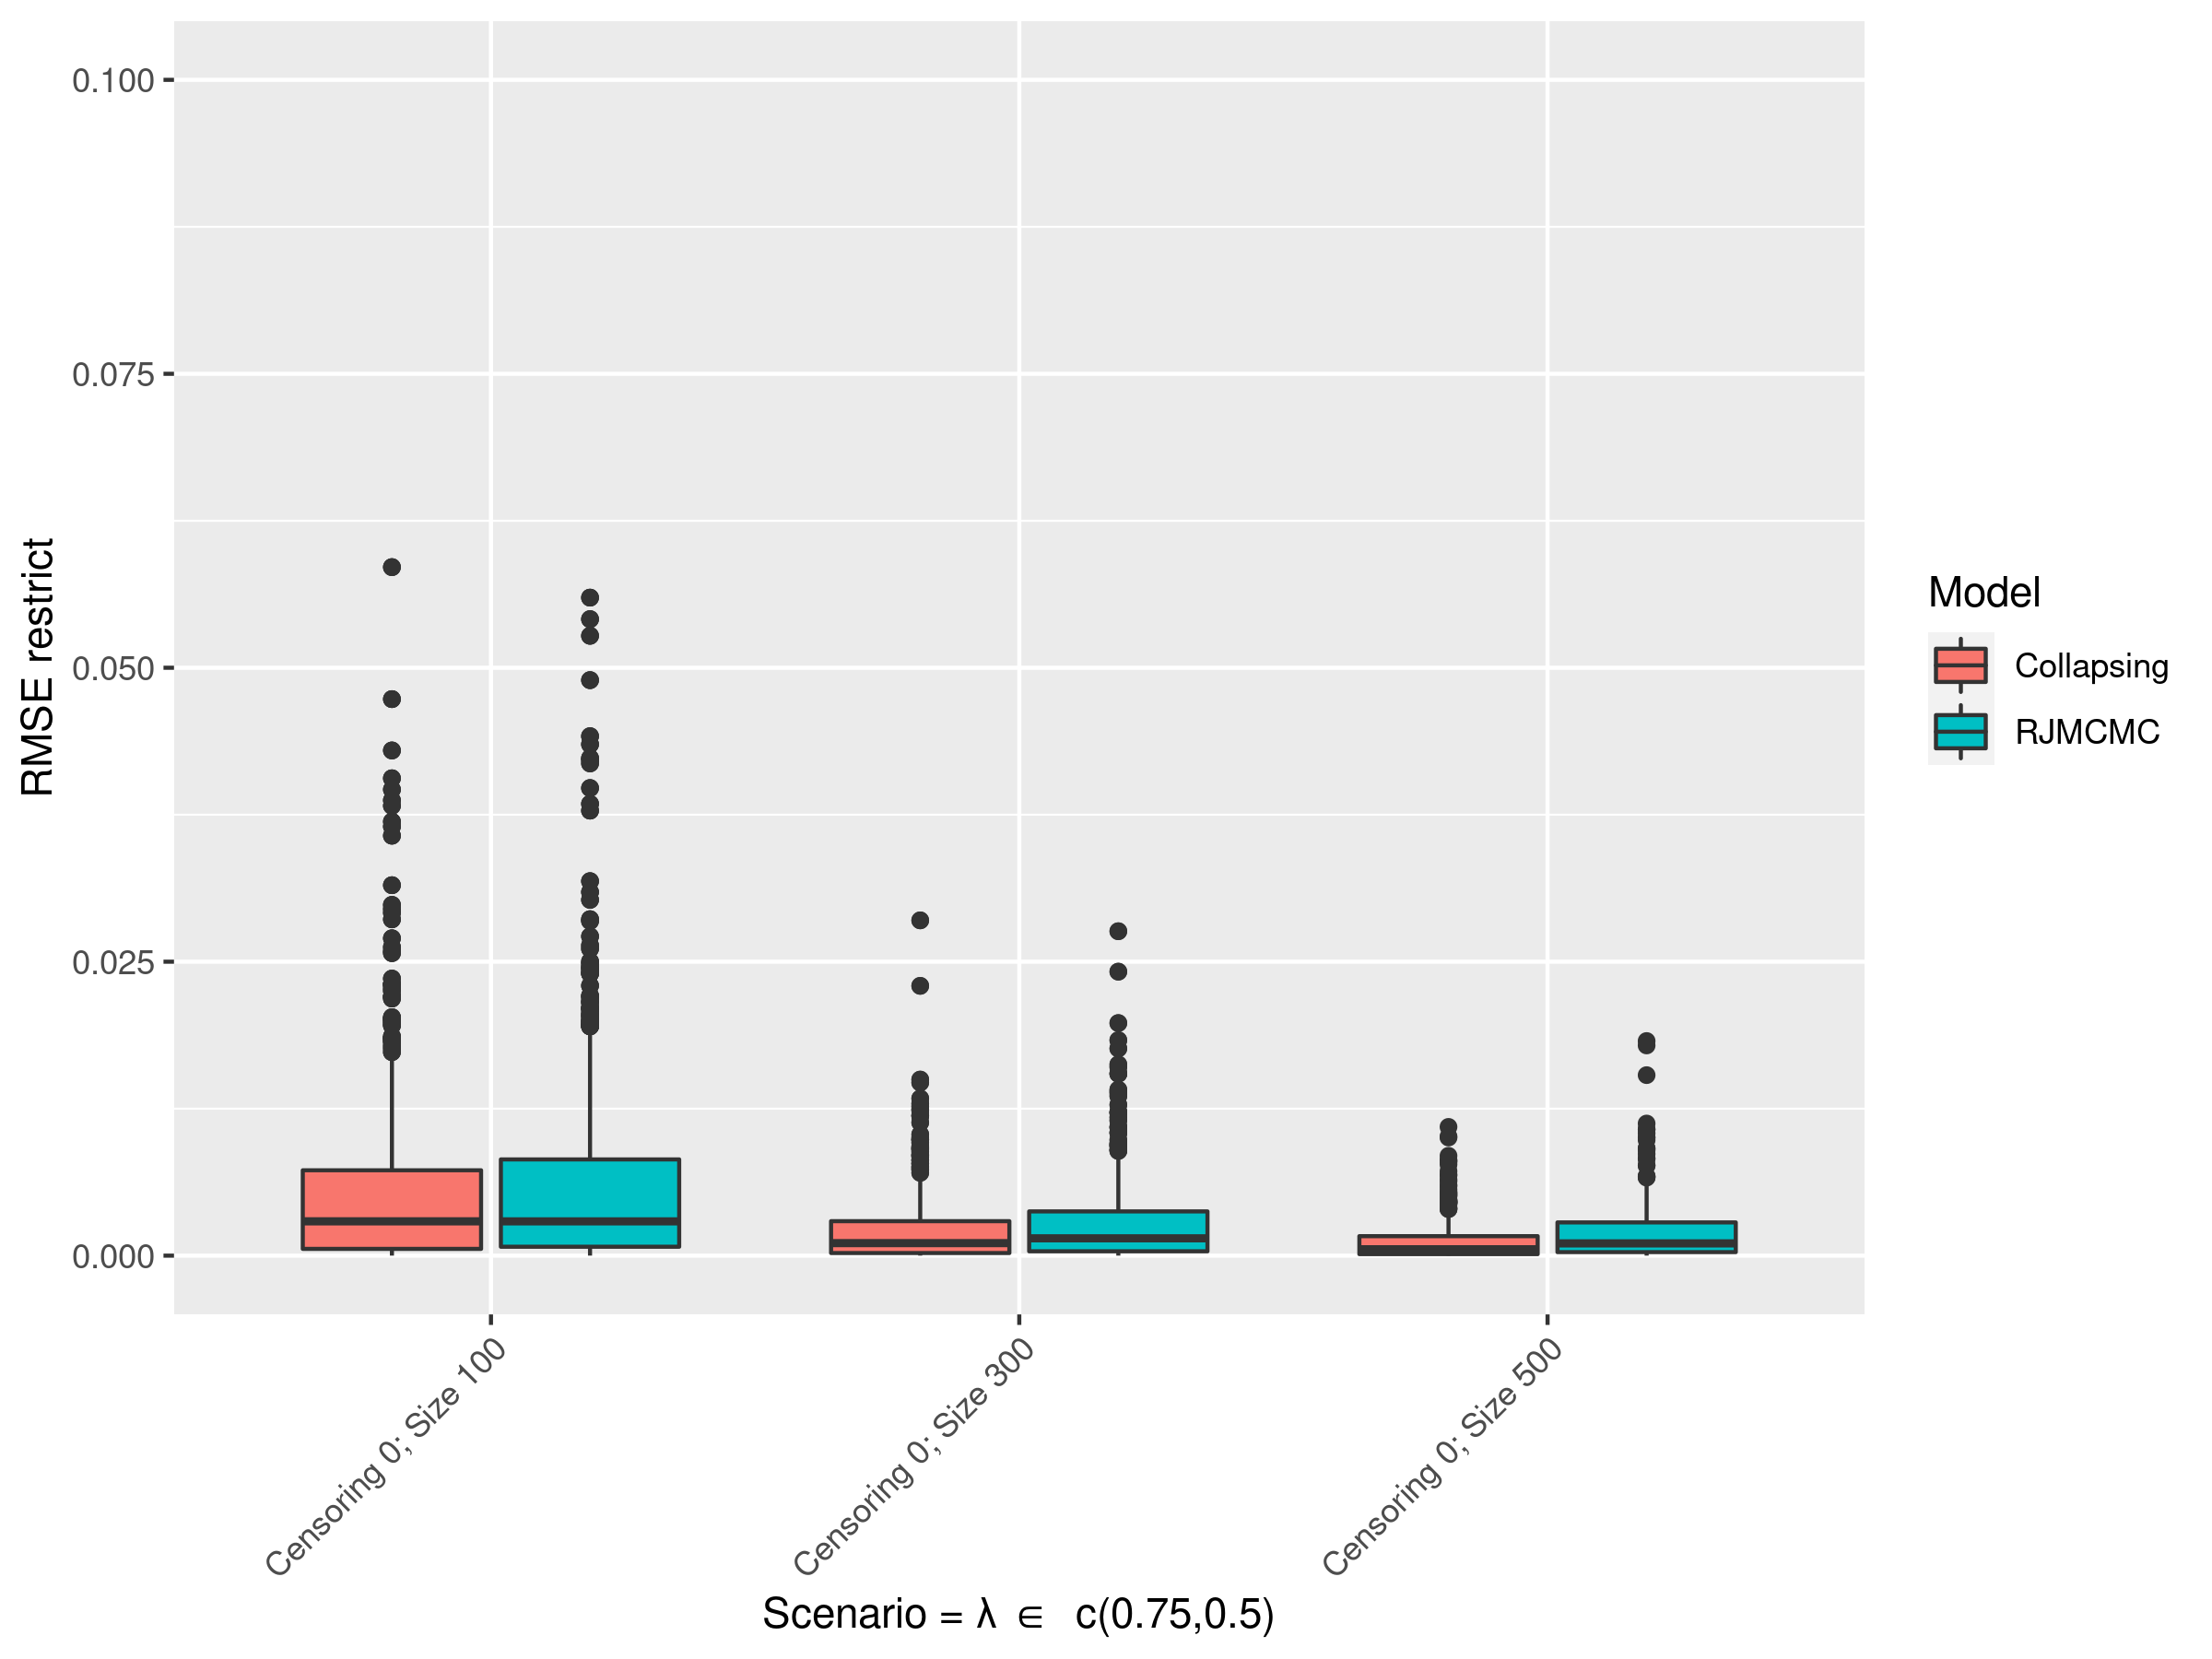 0.100
0.075
0.050
0.025
0.000
RMSE restrict
Censoring 0; Size 100
Censoring 0; Size 300
Censoring 0; Size 500
Scenario = λ ∈ c(0.75,0.5)
Model
Collapsing
RJMCMC